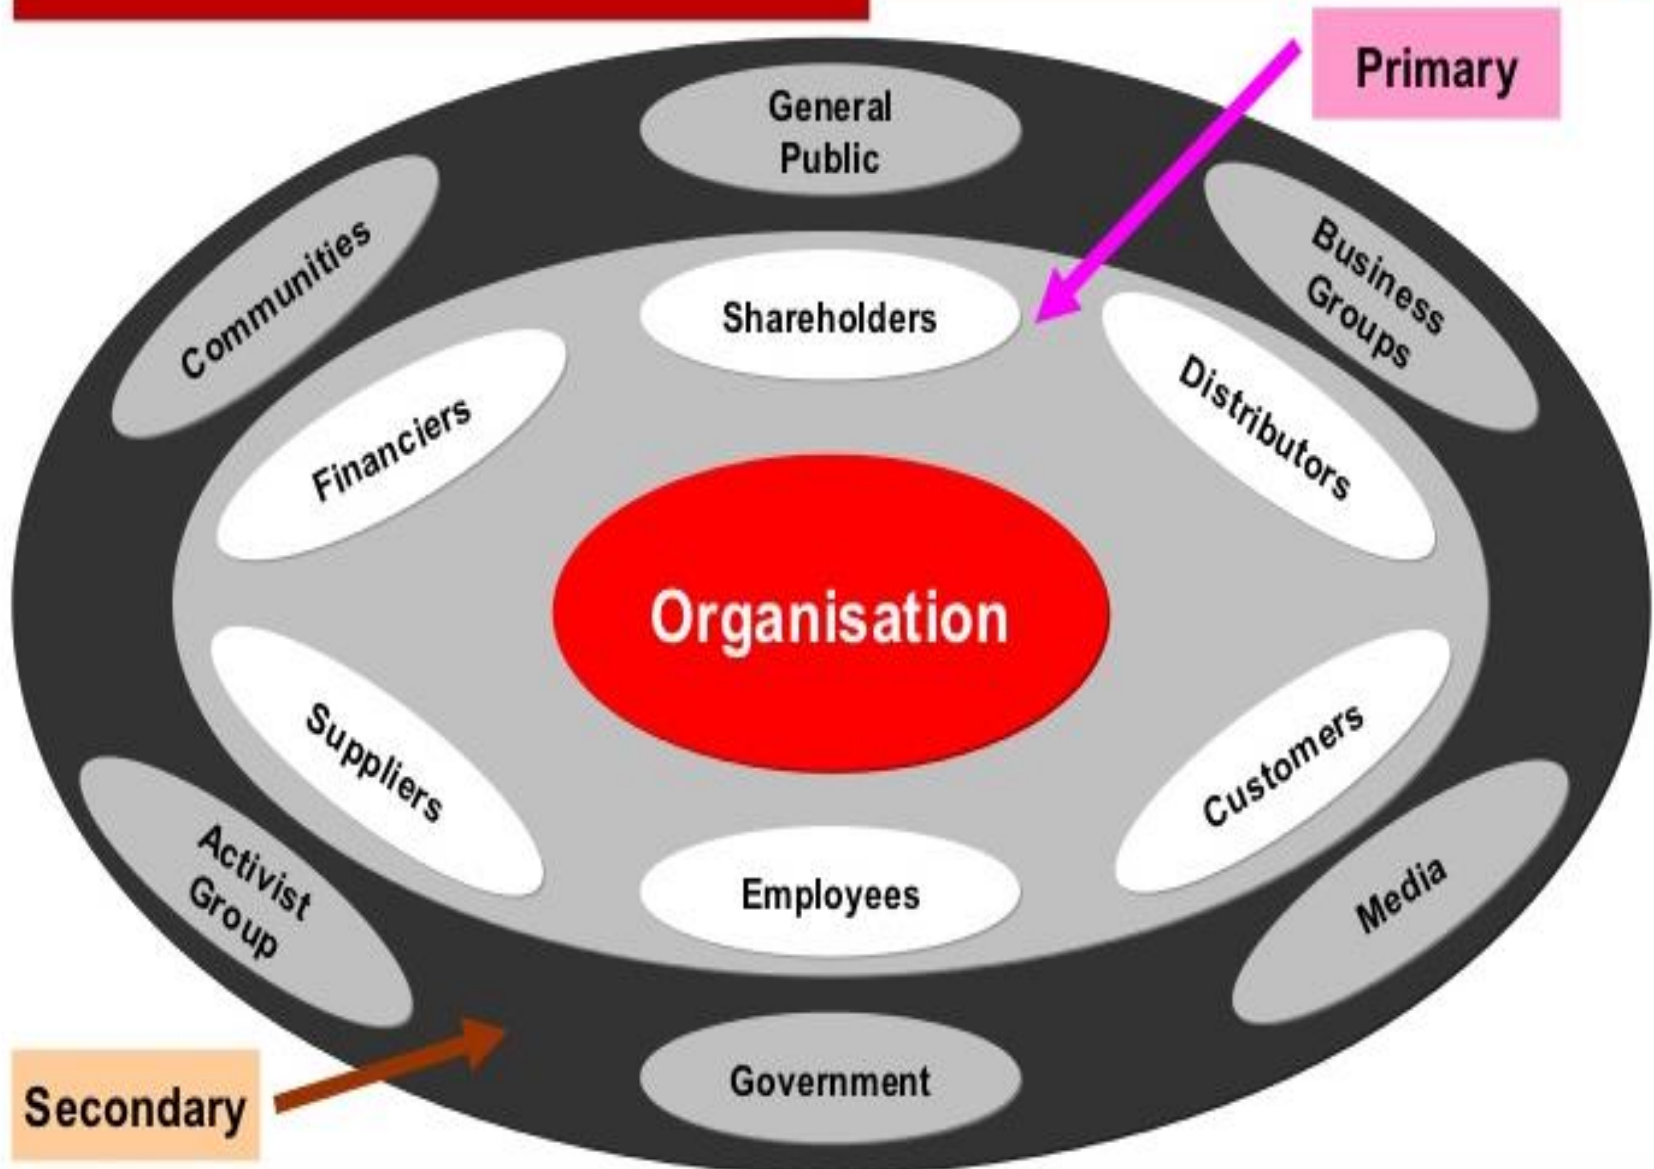 Primary
General
Public
Communities
Business
Groups
Shareholders
Financiers
Distributors
Organisation
Suppliers
Customers
Employees
Activist
Group
Media
Government
Secondary